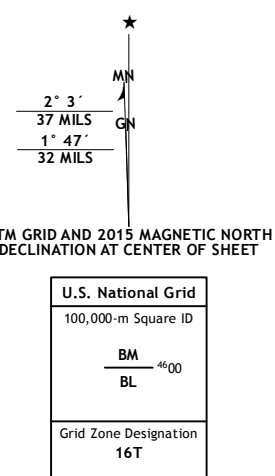 ★
MN
2° 3´
37 MILS
GN
1° 47´
32 MILS
TM GRID AND 2015 MAGNETIC NORTH
DECLINATION AT CENTER OF SHEET
U.S. National Grid
100,000-m Square ID
BM
4600
BL
Grid Zone Designation
16T